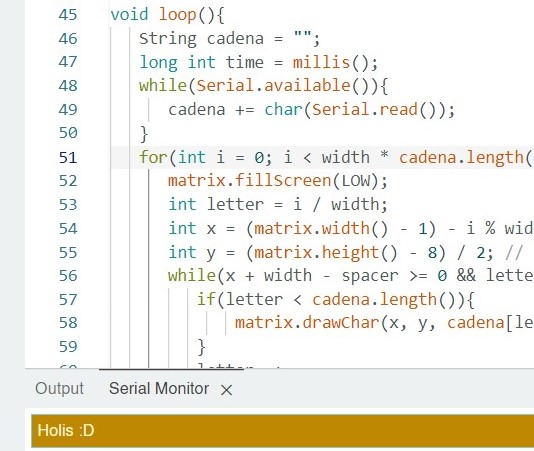 45 void loop(){
46 String cadena = "";
47 long int time = millis();
48 while(Serial.available()){
49 cadena += char(Serial.read());
50 }
51 for(int i = 0; i < width * cadena.length(
52 matrix.fillScreen(LOW);
53 int letter = i / width;
54 int x = (matrix.width() - 1) - i % wid
55 int y = (matrix.height() - 8) / 2; //
56 while(x + width - spacer >= 0 && lette
57 if(letter < cadena.length()){
58 matrix.drawChar(x, y, cadena[le
59 }
Output Serial Monitor ×
Holis :D